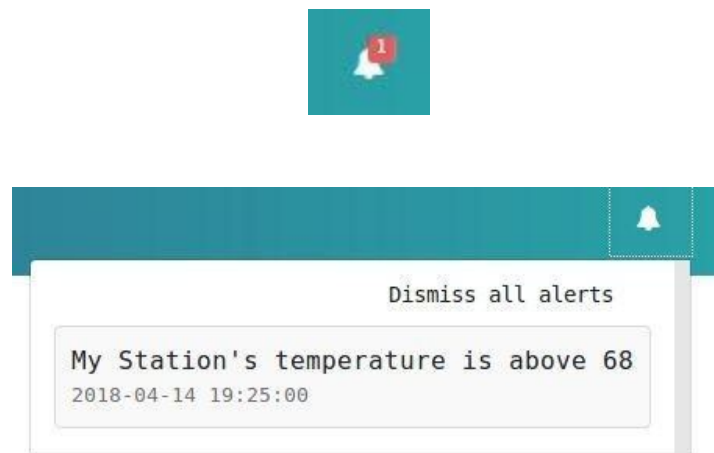 1
Dismiss all alerts
My Station's temperature is above 68
2018-04-14 19:25:00